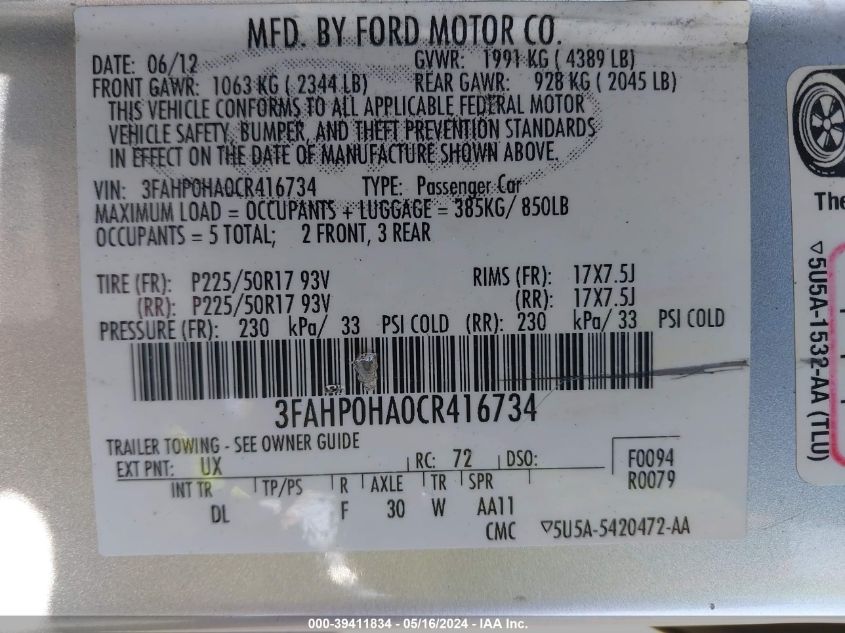 MFD. BY FORD MOTOR CO.
DATE: 06/12 GVWR: 1991 KG ( 4389 LB)
FRONT GAWR: 1063 KG ( 2344 LB) REAR GAWR: 928 KG ( 2045 LB)
THIS VEHICLE CONFORMS TO ALL APPLICABLE FEDERAL MOTOR
VEHICLE SAFETY, BUMPER, AND THEFT PREVENTION STANDARDS
IN EFFECT ON THE DATE OF MANUFACTURE SHOWN ABOVE.
VIN: 3FAHP0HA0CR416734 TYPE: Passenger Car
MAXIMUM LOAD = OCCUPANTS + LUGGAGE = 385KG/ 850LB
OCCUPANTS = 5 TOTAL; 2 FRONT, 3 REAR
TIRE (FR): P225/50R17 93V RIMS (FR): 17X7.5J
(RR): P225/50R17 93V (RR): 17X7.5J
PRESSURE (FR): 230 kPa/ 33 PSI COLD (RR): 230 kPa/ 33 PSI COLD
3FAHP0HA0CR416734
TRAILER TOWING - SEE OWNER GUIDE
EXT PNT: UX RC: 72 DSO: F0094
INT TR TP/PS R AXLE TR SPR R0079
DL F 30 W AA11
CMC ▽5U5A-5420472-AA
The
▽5U5A-1532-AA (TLU)
000-39411834 - 05/16/2024 - IAA Inc.